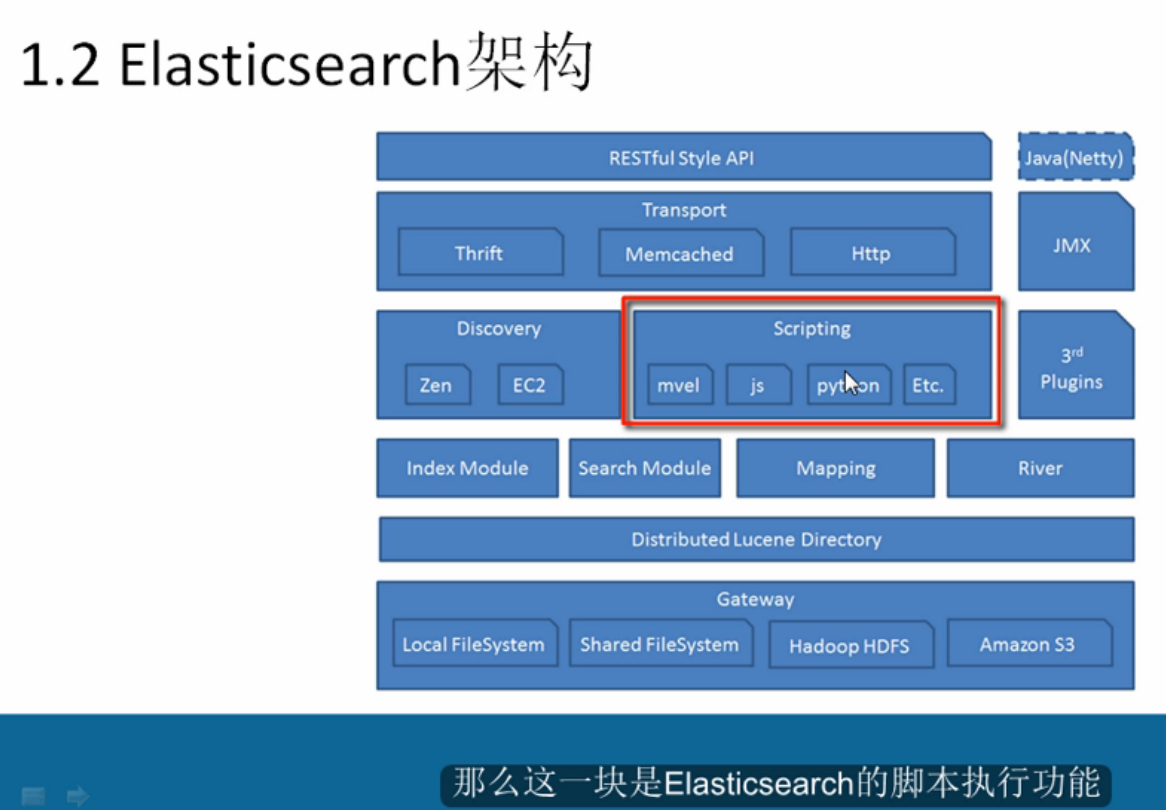 1.2 Elasticsearch架构
RESTful Style API
Java(Netty)
Transport
Thrift
Memcached
Http
JMX
Discovery
Zen
EC2
Scripting
mvel
js
python
Etc.
3rd
Plugins
Index Module
Search Module
Mapping
River
Distributed Lucene Directory
Gateway
Local FileSystem
Shared FileSystem
Hadoop HDFS
Amazon S3
那么这一块是Elasticsearch的脚本执行功能